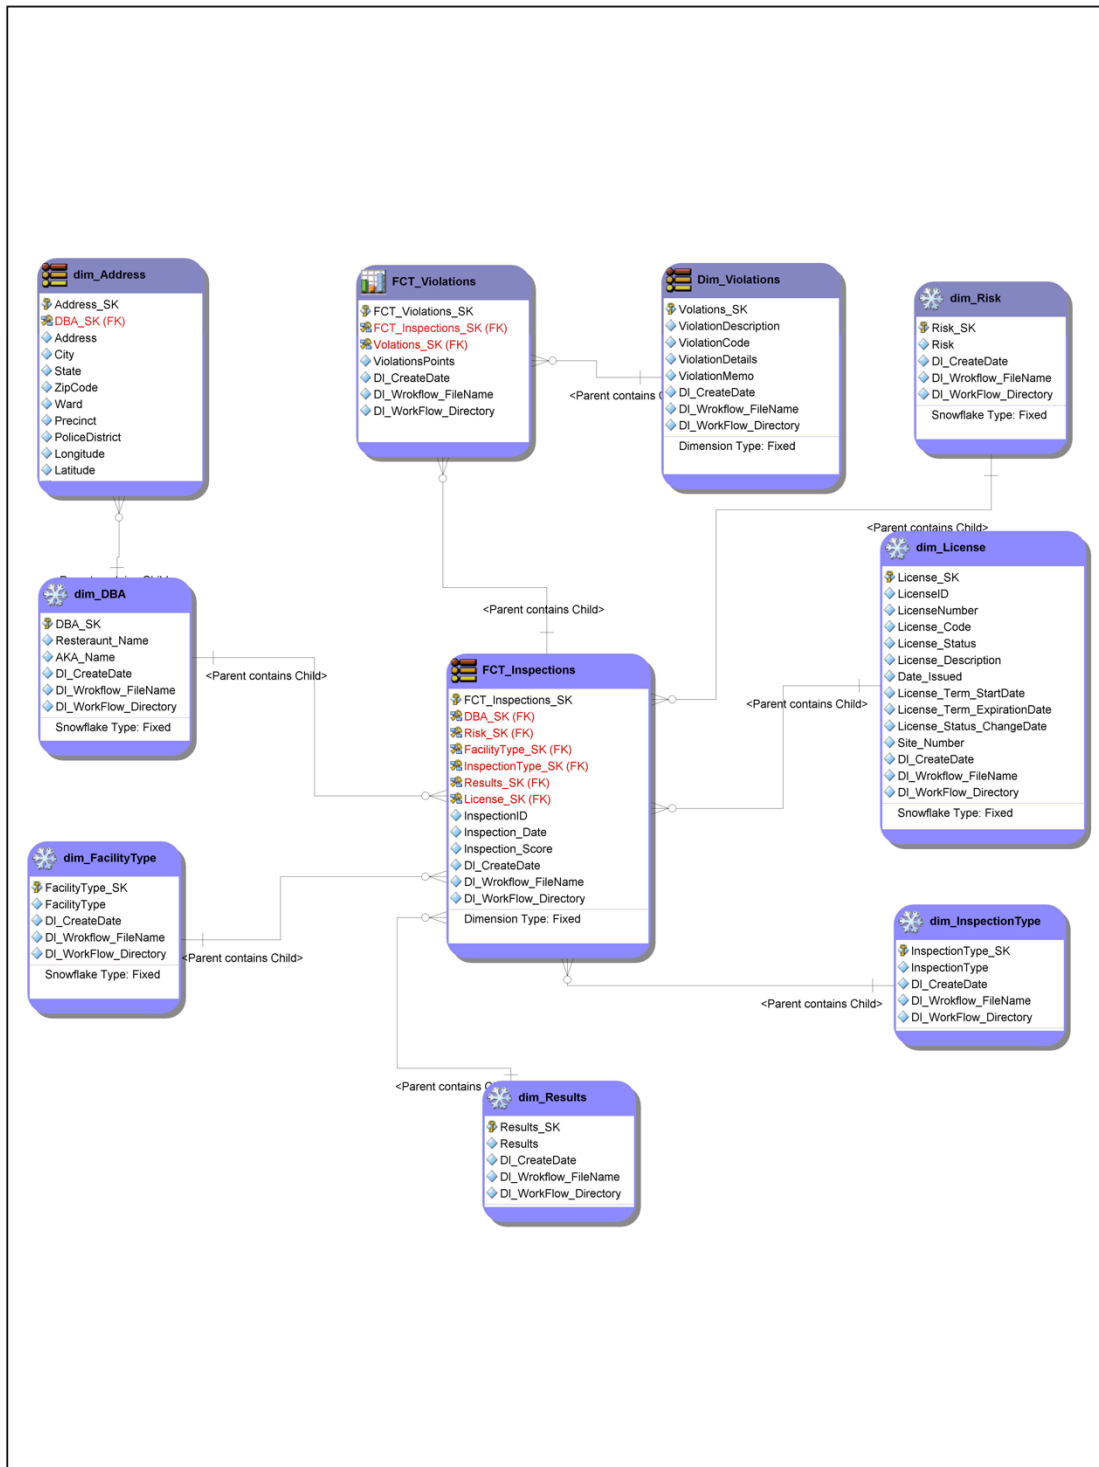 dim_Address
Address_SK
DBA_SK (FK)
Address
City
State
ZipCode
Ward
Precinct
PoliceDistrict
Longitude
Latitude
FCT_Violations
FCT_Violations_SK
FCT_Inspections_SK (FK)
Volations_SK (FK)
ViolationsPoints
DI_CreateDate
DI_Wrokflow_FileName
DI_WorkFlow_Directory
<Parent contains C
Dim_Violations
Volations_SK
ViolationDescription
ViolationCode
ViolationDetails
ViolationMemo
DI_CreateDate
DI_Wrokflow_FileName
DI_WorkFlow_Directory
Dimension Type: Fixed
dim_Risk
Risk_SK
Risk
DI_CreateDate
DI_Wrokflow_FileName
DI_WorkFlow_Directory
Snowflake Type: Fixed
<Parent contains Child>
<Parent contains Child>
dim_DBA
DBA_SK
Resteraunt_Name
AKA_Name
DI_CreateDate
DI_Wrokflow_FileName
DI_WorkFlow_Directory
Snowflake Type: Fixed
<Parent contains Child>
<Parent contains Child>
FCT_Inspections
FCT_Inspections_SK
DBA_SK (FK)
Risk_SK (FK)
FacilityType_SK (FK)
InspectionType_SK (FK)
Results_SK (FK)
License_SK (FK)
InspectionID
Inspection_Date
Inspection_Score
DI_CreateDate
DI_Wrokflow_FileName
DI_WorkFlow_Directory
Dimension Type: Fixed
<Parent contains Child>
dim_License
License_SK
LicenseID
LicenseNumber
License_Code
License_Status
License_Description
Date_Issued
License_Term_StartDate
License_Term_ExpirationDate
License_Status_ChangeDate
Site_Number
DI_CreateDate
DI_Wrokflow_FileName
DI_WorkFlow_Directory
Snowflake Type: Fixed
dim_FacilityType
FacilityType_SK
FacilityType
DI_CreateDate
DI_Wrokflow_FileName
DI_WorkFlow_Directory
Snowflake Type: Fixed
<Parent contains Child>
dim_InspectionType
InspectionType_SK
InspectionType
DI_CreateDate
DI_Wrokflow_FileName
DI_WorkFlow_Directory
<Parent contains Child>
<Parent contains C
dim_Results
Results_SK
Results
DI_CreateDate
DI_Wrokflow_FileName
DI_WorkFlow_Directory